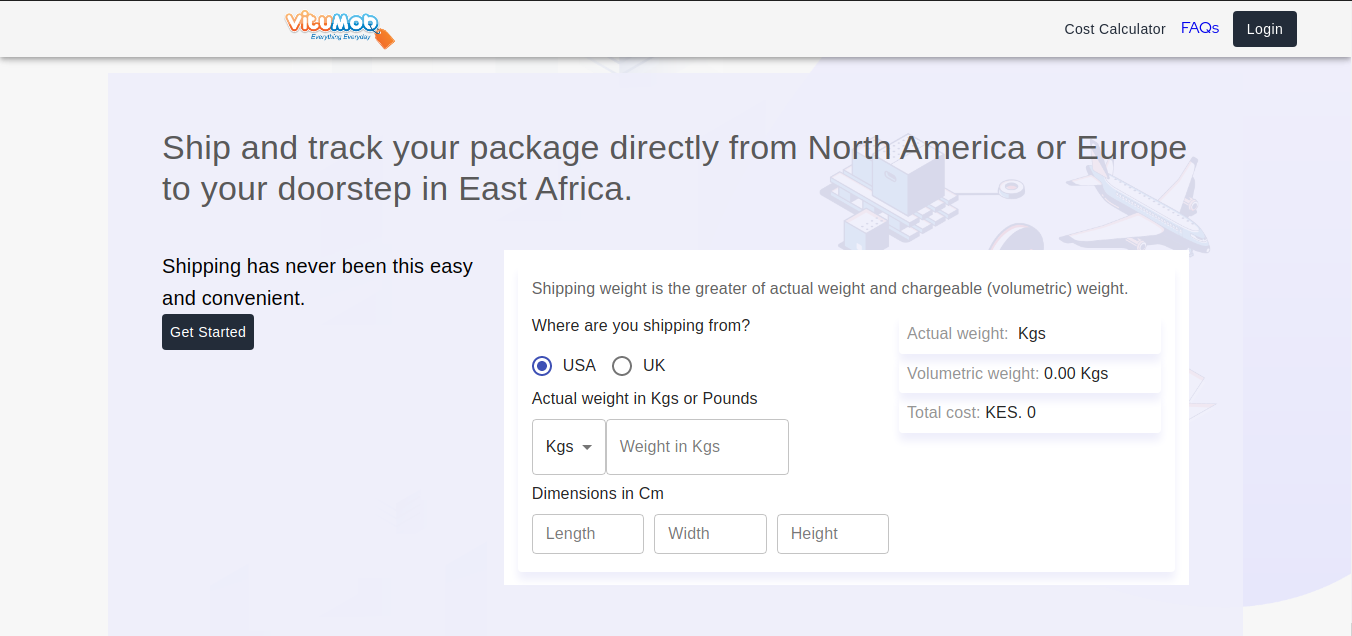 VituMob
Everything Everyday
Cost Calculator
FAQs
Login
Ship and track your package directly from North America or Europe
to your doorstep in East Africa.
Shipping has never been this easy
and convenient.
Get Started
Shipping weight is the greater of actual weight and chargeable (volumetric) weight.
Where are you shipping from?
USA
UK
Actual weight in Kgs or Pounds
Kgs
Weight in Kgs
Dimensions in Cm
Length
Width
Height
Actual weight: Kgs
Volumetric weight: 0.00 Kgs
Total cost: KES. 0